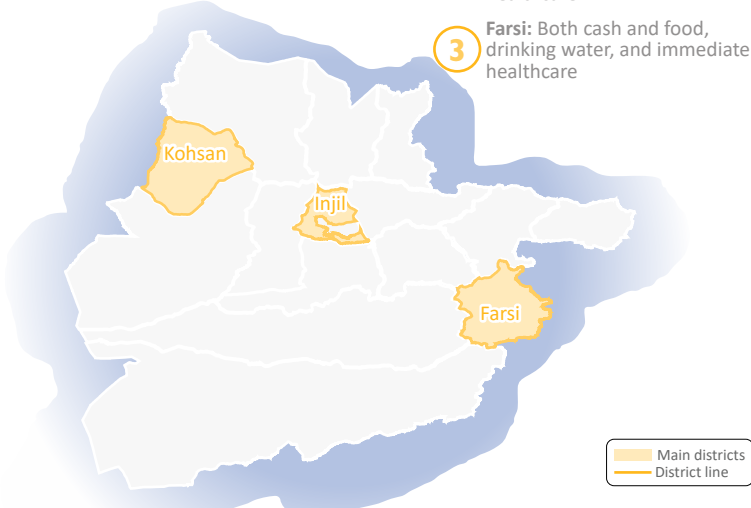 3
Farsi: Both cash and food,
drinking water, and immediate
healthcare
Kohsan
Injil
Farsi
Main districts
District line